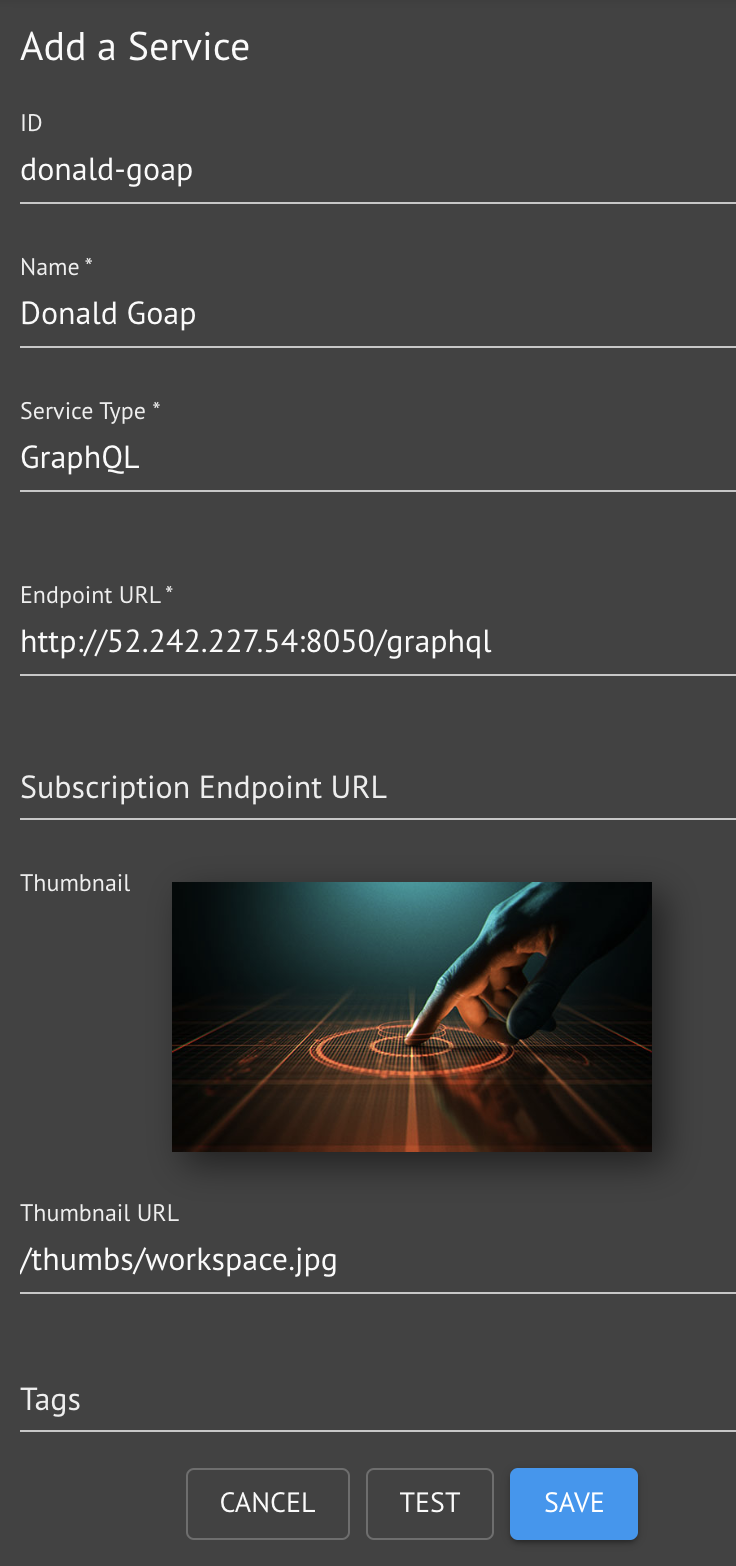 Add a Service
ID
donald-goap
Name *
Donald Goap
Service Type *
GraphQL
Endpoint URL *
http://52.242.227.54:8050/graphql
Subscription Endpoint URL
Thumbnail
Thumbnail URL
/thumbs/workspace.jpg
Tags
CANCEL TEST SAVE